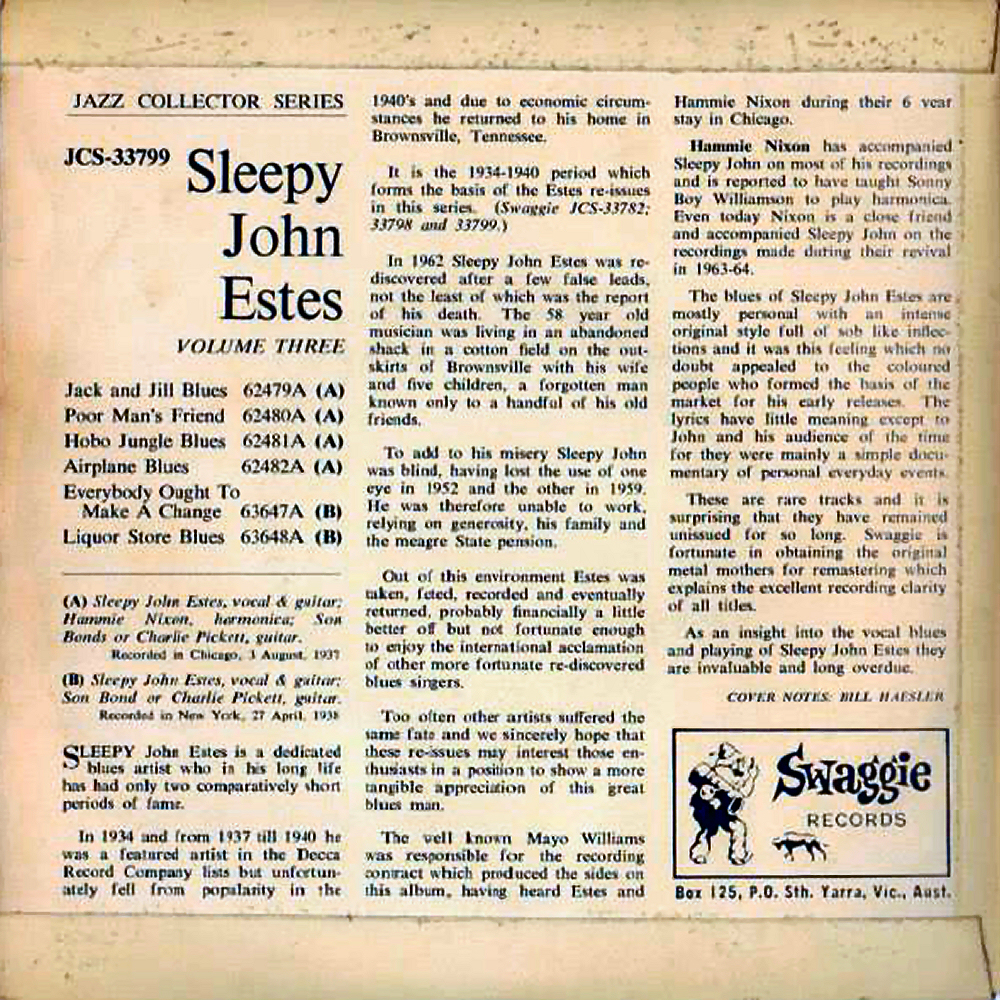 JAZZ COLLECTOR SERIES
JCS-33799
Sleepy
John
Estes
VOLUME THREE
Jack and Jill Blues 62479A (A)
Poor Man's Friend 62480A (A)
Hobo Jungle Blues 62481A (A)
Airplane Blues 62482A (A)
Everybody Ought To
Make A Change 63647A (B)
Liquor Store Blues 63648A (B)
(A) Sleepy John Estes, vocal & guitar;
Hammie Nixon, harmonica; Son
Bonds or Charlie Pickett, guitar.
Recorded in Chicago, 3 August, 1937
(B) Sleepy John Estes, vocal & guitar;
Son Bond or Charlie Pickett, guitar.
Recorded in New York, 27 April, 1938
SLEEPY John Estes is a dedicated
blues artist who in his long life
has had only two comparatively short
periods of fame.
In 1934 and from 1937 till 1940 he
was a featured artist in the Decca
Record Company lists but unfortun-
ately fell from popularity in the
1940's and due to economic circum-
stances he returned to his home in
Brownsville, Tennessee.
It is the 1934-1940 period which
forms the basis of the Estes re-issues
in this series. (Swaggie JCS-33782;
33798 and 33799.)
In 1962 Sleepy John Estes was re-
discovered after a few false leads,
not the least of which was the report
of his death. The 58 year old
musician was living in an abandoned
shack in a cotton field on the out-
skirts of Brownsville with his wife
and five children, a forgotten man
known only to a handful of his old
friends.
To add to his misery Sleepy John
was blind, having lost the use of one
eye in 1952 and the other in 1959.
He was therefore unable to work,
relying on generosity, his family and
the meagre State pension.
Out of this environment Estes was
taken, feted, recorded and eventually
returned, probably financially a little
better off but not fortunate enough
to enjoy the international acclamation
of other more fortunate re-discovered
blues singers.
Too often other artists suffered the
same fate and we sincerely hope that
these re-issues may interest those en-
thusiasts in a position to show a more
tangible appreciation of this great
blues man.
The well known Mayo Williams
was responsible for the recording
contract which produced the sides on
this album, having heard Estes and
Hammie Nixon during their 6 year
stay in Chicago.
Hammie Nixon has accompanied
Sleepy John on most of his recordings
and is reported to have taught Sonny
Boy Williamson to play harmonica.
Even today Nixon is a close friend
and accompanied Sleepy John on the
recordings made during their revival
in 1963-64.
The blues of Sleepy John Estes are
mostly personal with an intense
original style full of sob like inflec-
tions and it was this feeling which no
doubt appealed to the coloured
people who formed the basis of the
market for his early releases. The
lyrics have little meaning except to
John and his audience of the time
for they were mainly a simple docu-
mentary of personal everyday events.
These are rare tracks and it is
surprising that they have remained
unissued for so long. Swaggie is
fortunate in obtaining the original
metal mothers for remastering which
explains the excellent recording clarity
of all titles.
As an insight into the vocal blues
and playing of Sleepy John Estes they
are invaluable and long overdue.
COVER NOTES: BILL HAESLER
Swaggie
RECORDS
Box 125, P.O. Sth. Yarra, Vic., Aust.